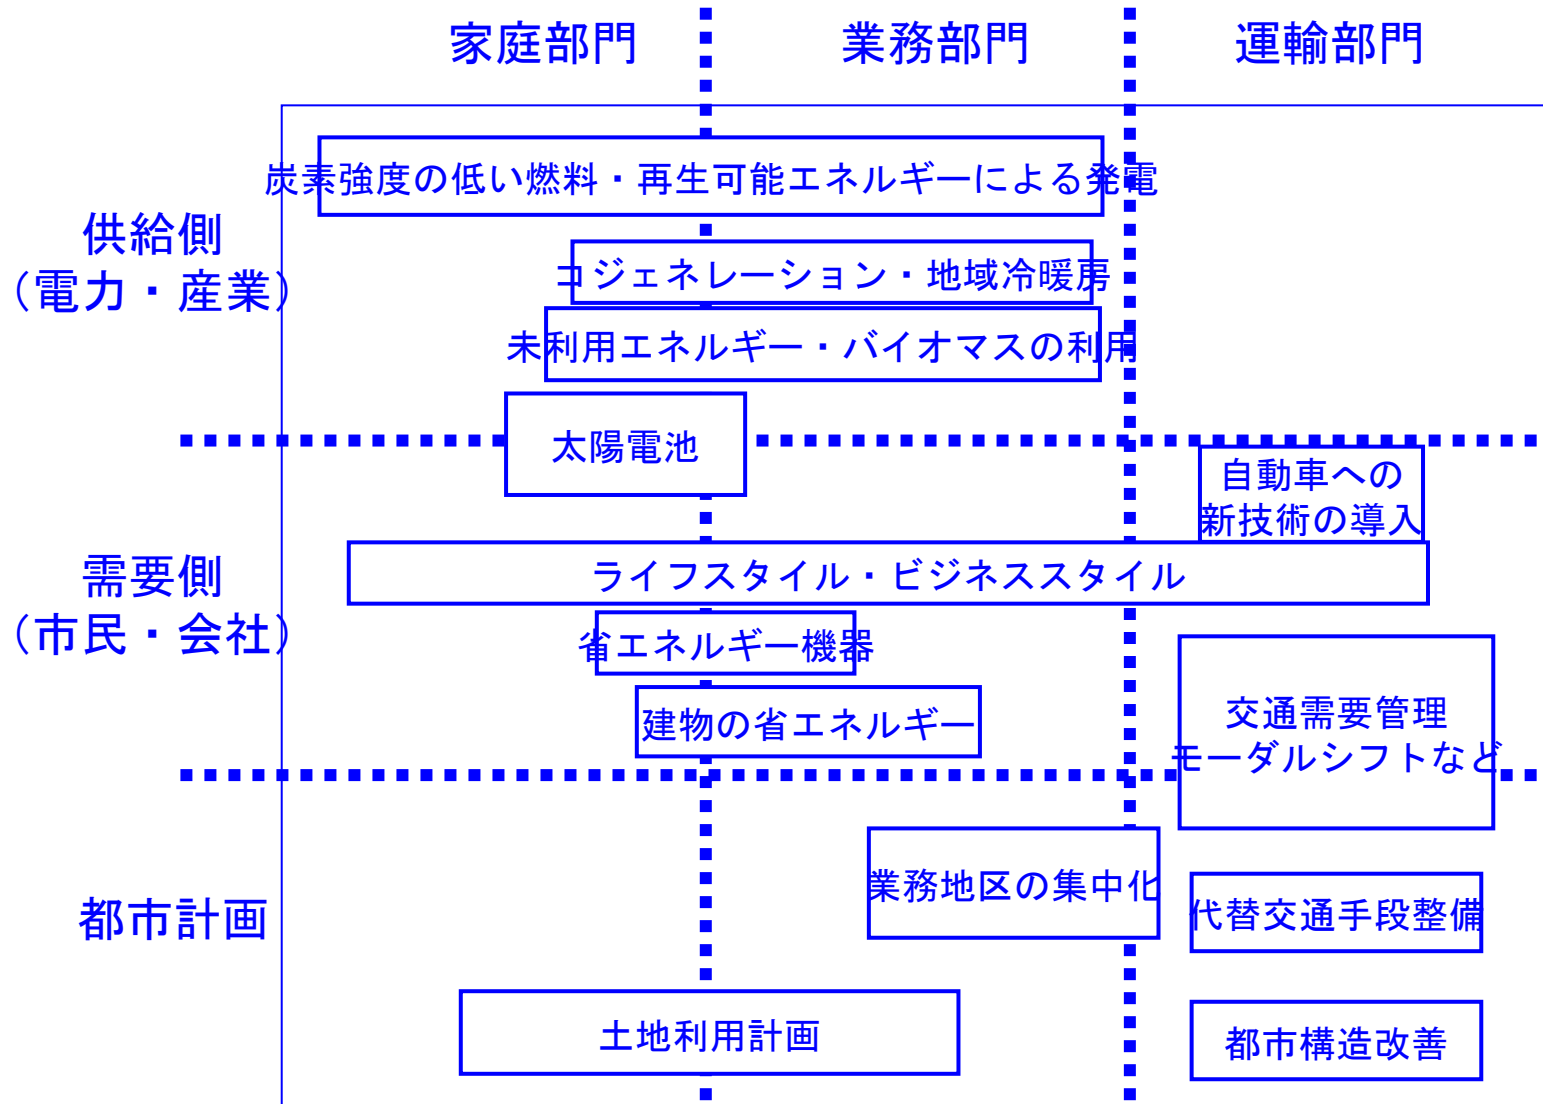 家庭部門
業務部門
運輸部門
炭素強度の低い燃料・再生可能エネルギーによる発電
供給側
（電力・産業）
コジェネレーション・地域冷暖房
未利用エネルギー・バイオマスの利用
太陽電池
自動車への
新技術の導入
需要側
（市民・会社）
ライフスタイル・ビジネススタイル
省エネルギー機器
建物の省エネルギー
交通需要管理
モーダルシフトなど
都市計画
業務地区の集中化
代替交通手段整備
土地利用計画
都市構造改善